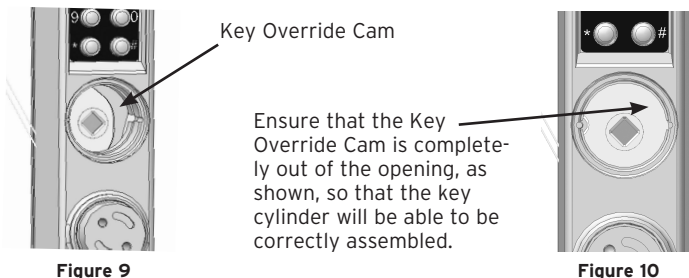 9 0
* #
Key Override Cam
* #
Ensure that the Key
Override Cam is complete-
ly out of the opening, as
shown, so that the key
cylinder will be able to be
correctly assembled.
Figure 9
Figure 10